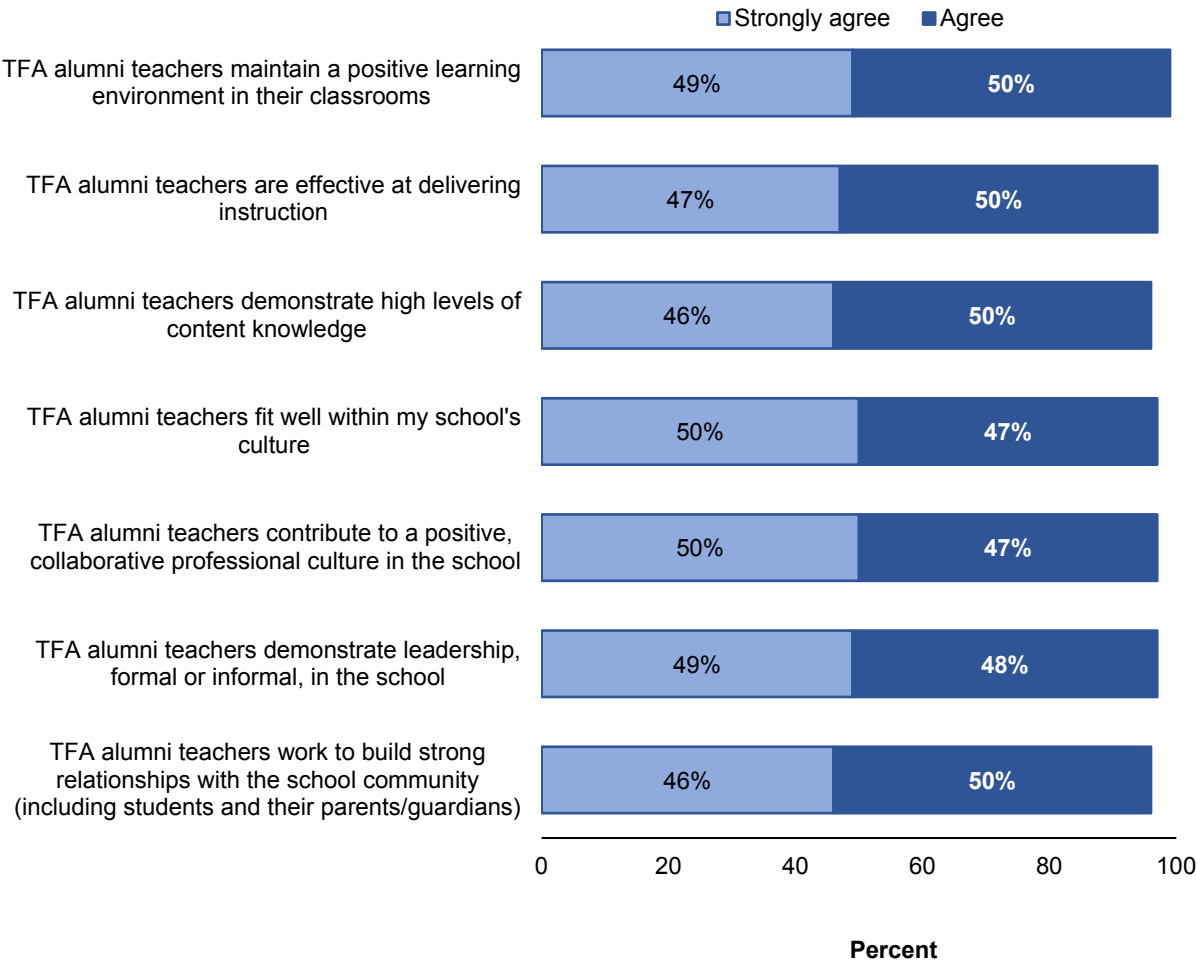 Strongly agree Agree
TFA alumni teachers maintain a positive learning
environment in their classrooms
49% 50%
TFA alumni teachers are effective at delivering
instruction
47% 50%
TFA alumni teachers demonstrate high levels of
content knowledge
46% 50%
TFA alumni teachers fit well within my school's
culture
50% 47%
TFA alumni teachers contribute to a positive,
collaborative professional culture in the school
50% 47%
TFA alumni teachers demonstrate leadership,
formal or informal, in the school
49% 48%
TFA alumni teachers work to build strong
relationships with the school community
(including students and their parents/guardians)
46% 50%
0 20 40 60 80 100
Percent